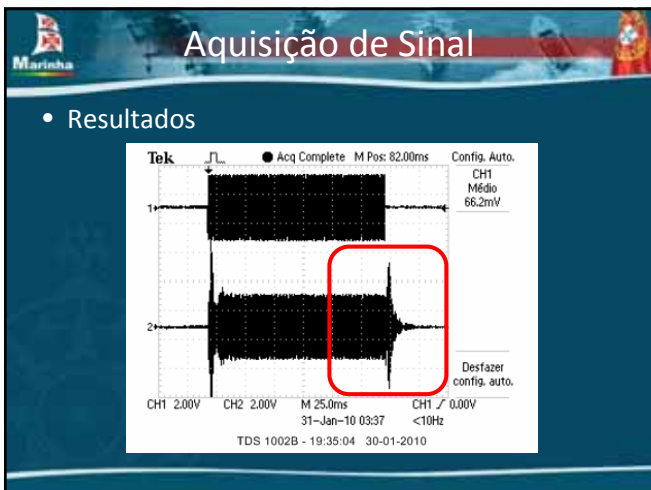 Marinha
Aquisição de Sinal
• Resultados
Tek Acq Complete M Pos: 82.00ms Config. Auto.
CH1
Médio
66.2mV
1
2
Desfazer
config. auto.
CH1 2.00V CH2 2.00V M 25.0ms CH1 0.00V
31-Jan-10 03:37 <10Hz
TDS 1002B - 19:35:04 30-01-2010